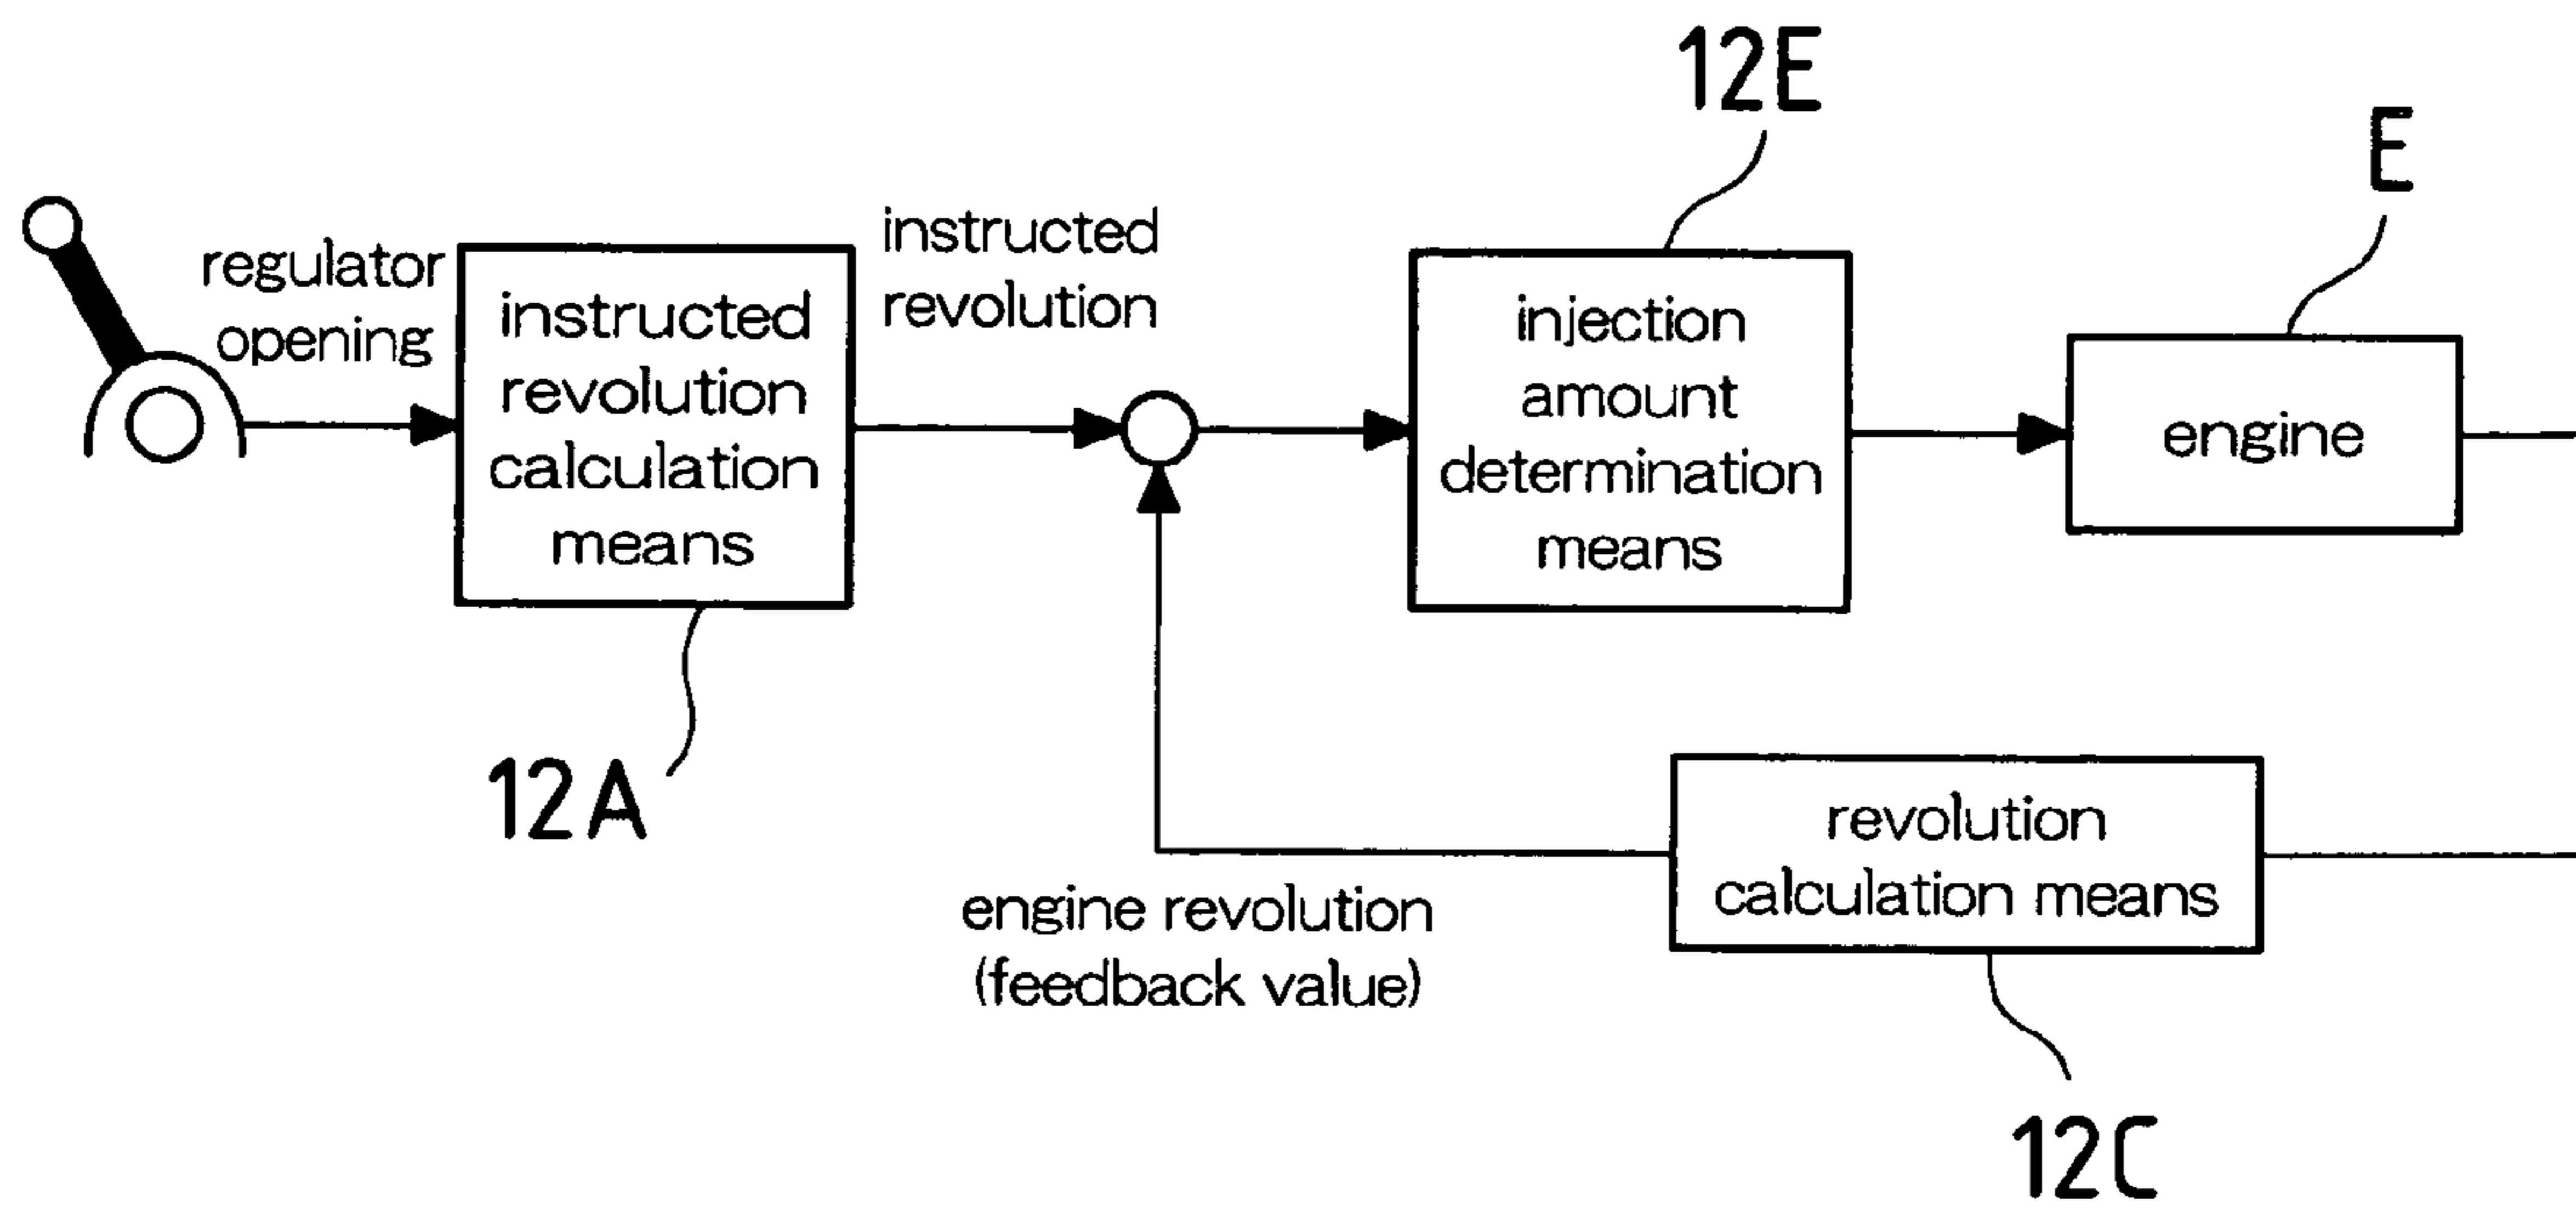 12E
E
regulator
opening
instructed
revolution
calculation
means
instructed
revolution
injection
amount
determination
means
engine
12A
revolution
calculation means
engine revolution
(feedback value)
12C